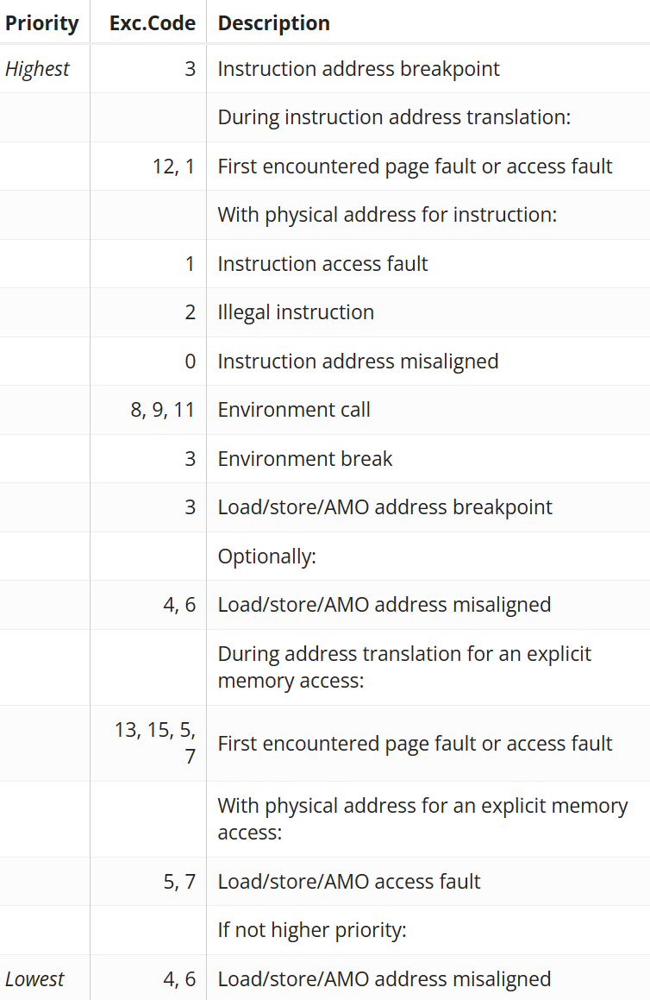 Priority Exc.Code Description
Highest 3 Instruction address breakpoint
During instruction address translation:
12, 1 First encountered page fault or access fault
With physical address for instruction:
1 Instruction access fault
2 Illegal instruction
0 Instruction address misaligned
8, 9, 11 Environment call
3 Environment break
3 Load/store/AMO address breakpoint
Optionally:
4, 6 Load/store/AMO address misaligned
During address translation for an explicit
memory access:
13, 15, 5,
7
First encountered page fault or access fault
With physical address for an explicit memory
access:
5, 7 Load/store/AMO access fault
If not higher priority:
Lowest 4, 6 Load/store/AMO address misaligned